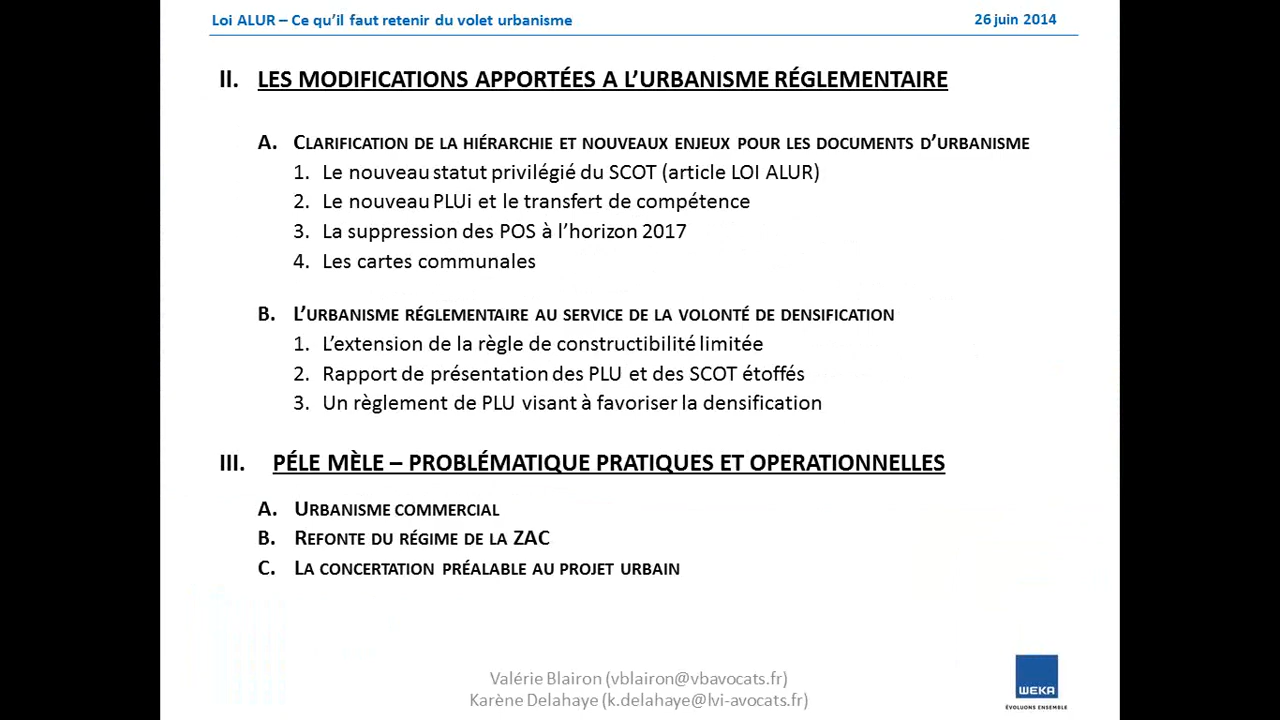 Loi ALUR – Ce qu'il faut retenir du volet urbanisme
26 juin 2014
II. LES MODIFICATIONS APPORTÉES A L'URBANISME RÉGLEMENTAIRE
A. CLARIFICATION DE LA HIÉRARCHIE ET NOUVEAUX ENJEUX POUR LES DOCUMENTS D'URBANISME
1. Le nouveau statut privilégié du SCOT (article LOI ALUR)
2. Le nouveau PLUi et le transfert de compétence
3. La suppression des POS à l'horizon 2017
4. Les cartes communales
B. L'URBANISME RÉGLEMENTAIRE AU SERVICE DE LA VOLONTÉ DE DENSIFICATION
1. L'extension de la règle de constructibilité limitée
2. Rapport de présentation des PLU et des SCOT étoffés
3. Un règlement de PLU visant à favoriser la densification
III. PÉLE MÈLE – PROBLÉMATIQUE PRATIQUES ET OPERATIONNELLES
A. URBANISME COMMERCIAL
B. REFONTE DU RÉGIME DE LA ZAC
C. LA CONCERTATION PRÉALABLE AU PROJET URBAIN
Valérie Blairon (vblairon@vbavocats.fr)
Karène Delahaye (k.delahaye@lvi-avocats.fr)
WEKA
ÉVOLUONS ENSEMBLE